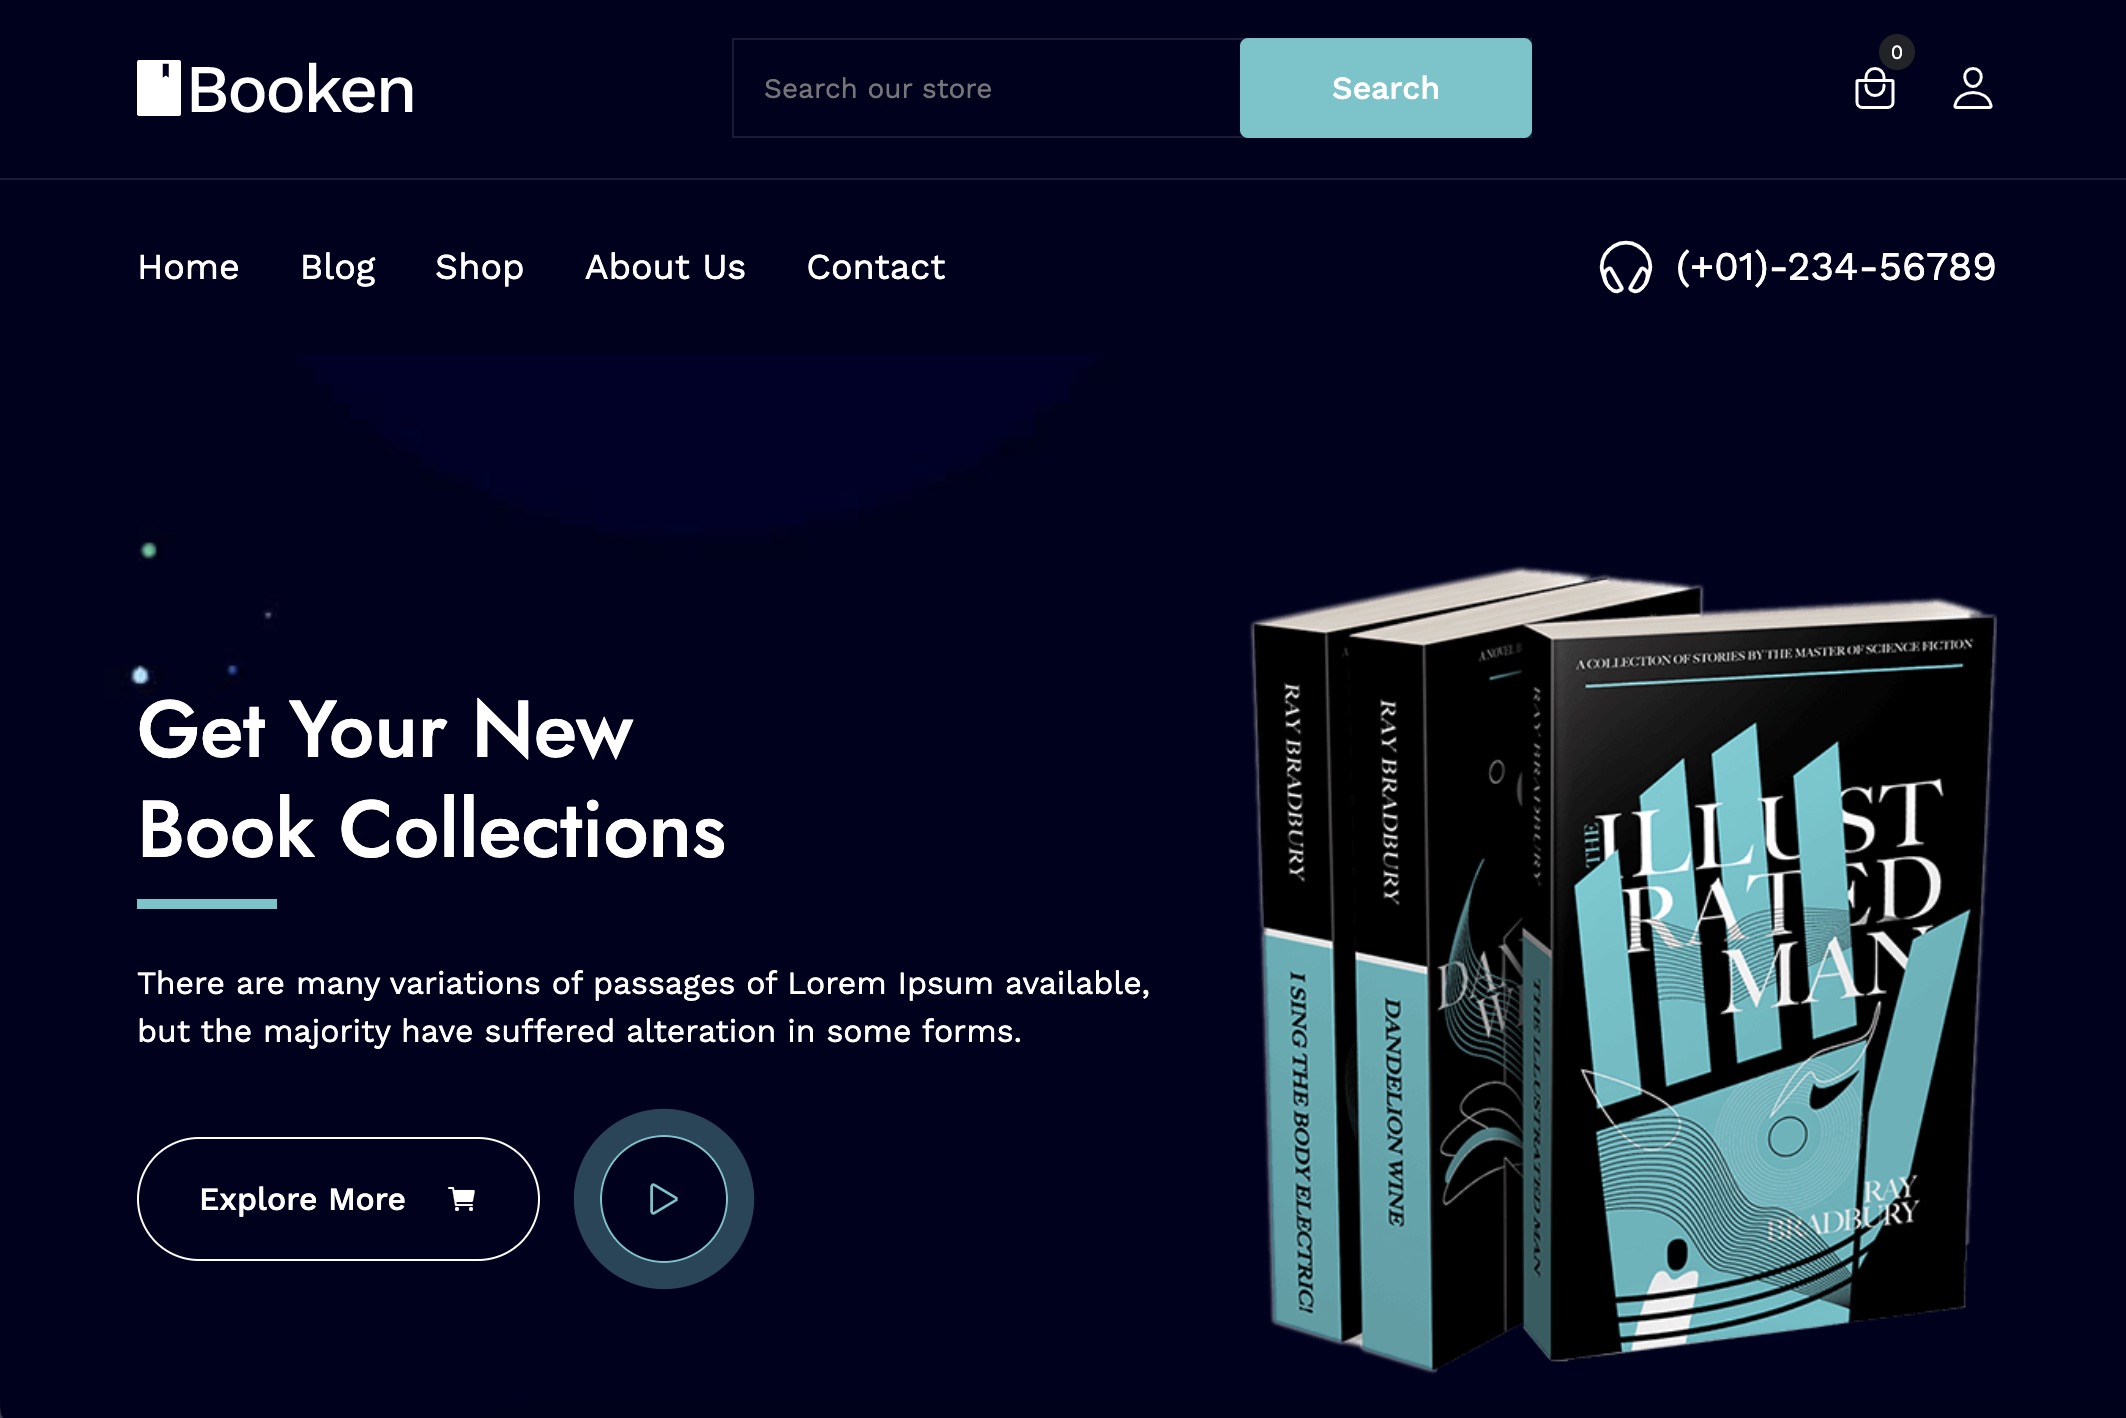 Booken
Search our store
Search
0
Home Blog Shop About Us Contact
(+01)-234-56789
Get Your New
Book Collections
There are many variations of passages of Lorem Ipsum available,
but the majority have suffered alteration in some forms.
Explore More
RAY BRADBURY
I SING THE BODY ELECTRIC!
RAY BRADBURY
DANDELION WINE
A NOVEL B
DAN
W
RAY BRADBURY
THE ILLUSTRATED MAN
A COLLECTION OF STORIES BY THE MASTER OF SCIENCE FICTION
THE
ILLUST
RATED
MAN
RAY
BRADBURY